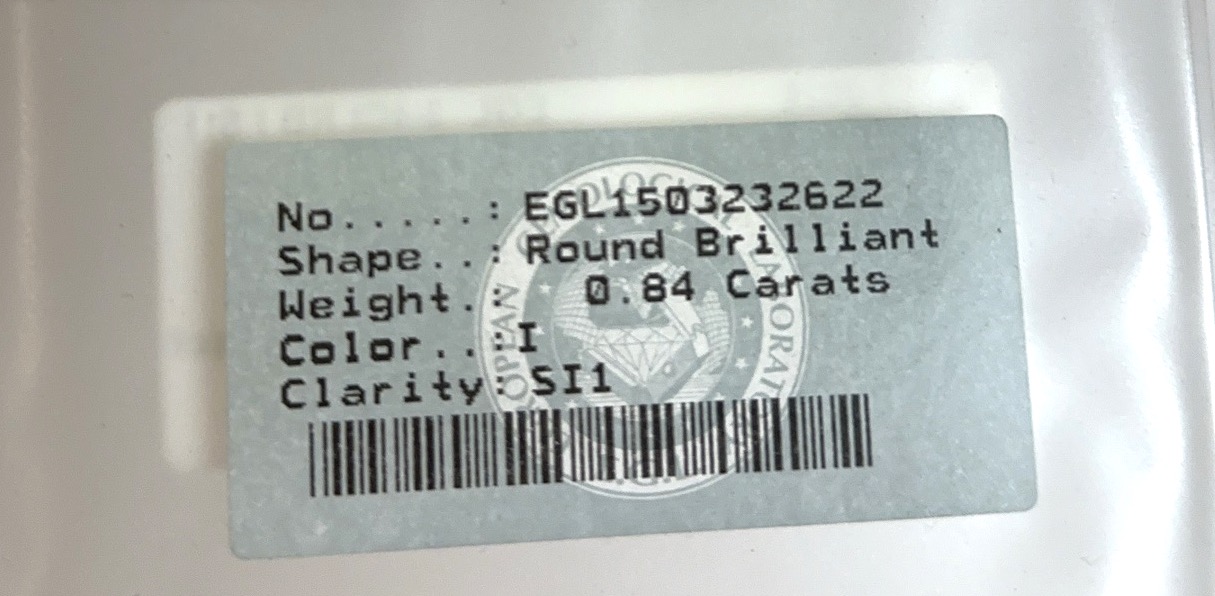 No.....: EGL1503232622
Shape..: Round Brilliant
Weight.: 0.84 Carats
Color..:I
Clarity: SI1